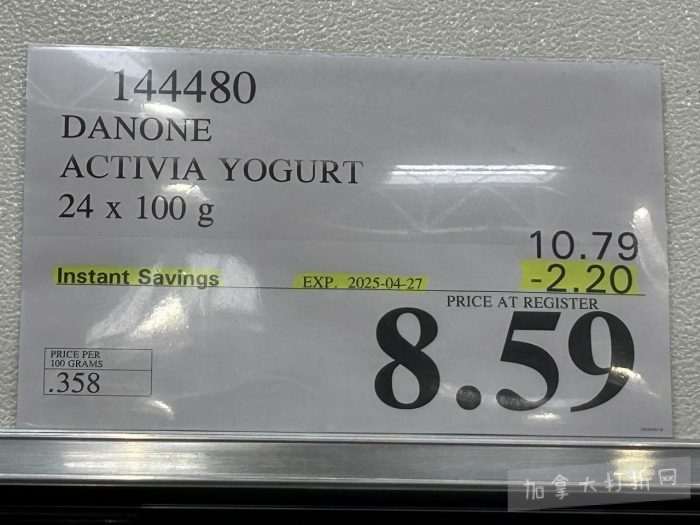 144480
DANONE
ACTIVIA YOGURT
24 x 100 g
10.79
Instant Savings EXP. 2025-04-27 -2.20
PRICE AT REGISTER
8.59
PRICE PER
100 GRAMS
.358
加拿大打折网